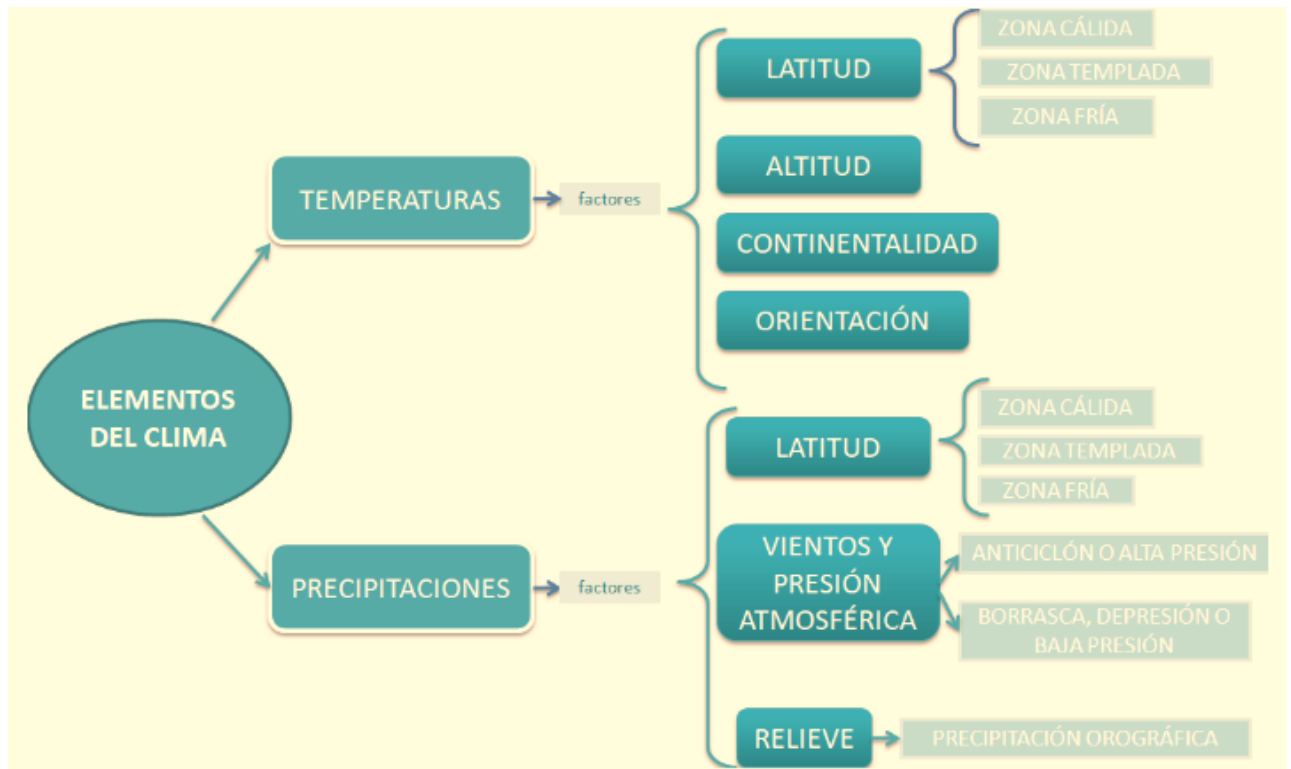 ELEMENTOS
DEL CLIMA
TEMPERATURAS
factores
LATITUD
ZONA CÁLIDA
ZONA TEMPLADA
ZONA FRÍA
ALTITUD
CONTINENTALIDAD
ORIENTACIÓN
PRECIPITACIONES
factores
LATITUD
ZONA CÁLIDA
ZONA TEMPLADA
ZONA FRÍA
VIENTOS Y
PRESIÓN
ATMOSFÉRICA
ANTICICLÓN O ALTA PRESIÓN
BORRASCA, DEPRESIÓN O
BAJA PRESIÓN
RELIEVE
PRECIPITACIÓN OROGRÁFICA